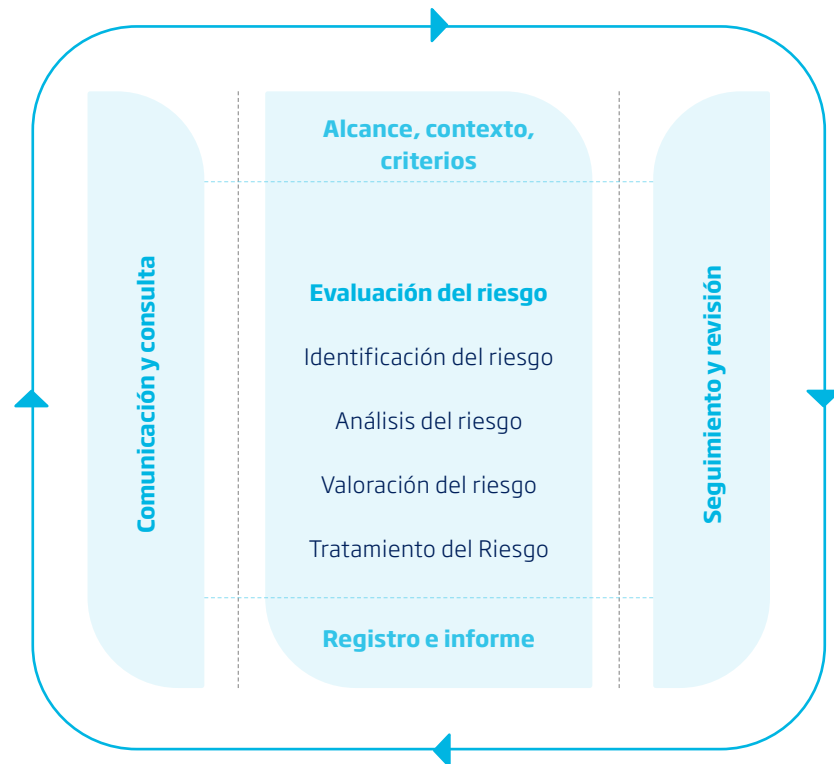 Alcance, contexto,
criterios
Comunicación y consulta
Evaluación del riesgo
Identificación del riesgo
Análisis del riesgo
Valoración del riesgo
Tratamiento del Riesgo
Seguimiento y revisión
Registro e informe